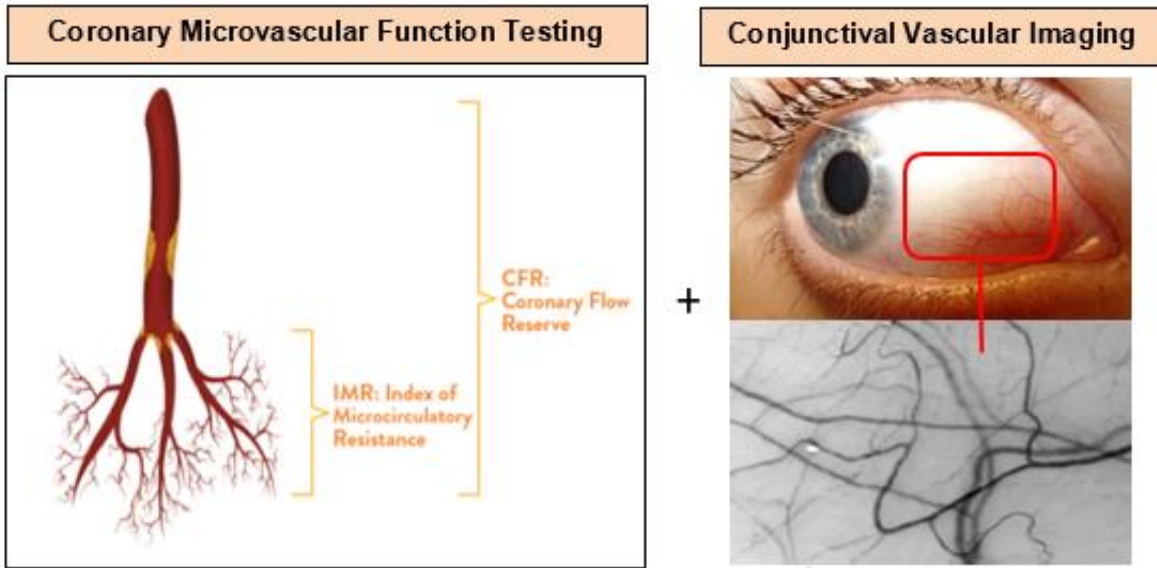 Coronary Microvascular Function Testing
Conjunctival Vascular Imaging
CFR:
Coronary Flow
Reserve
+
IMR: Index of
Microcirculatory
Resistance